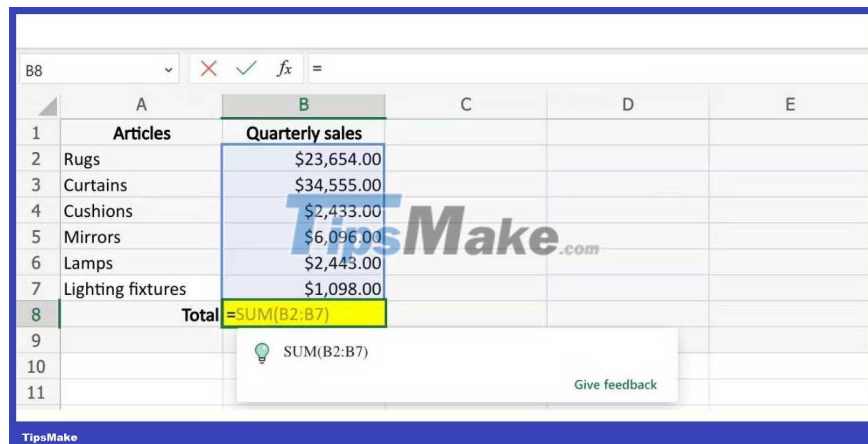 B8 fx =
A B C D E
1 Articles Quarterly sales
2 Rugs $23,654.00
3 Curtains $34,555.00
4 Cushions $2,433.00
5 Mirrors $6,096.00
6 Lamps $2,443.00
7 Lighting fixtures $1,098.00
8 Total =SUM(B2:B7)
9
SUM(B2:B7)
10
Give feedback
11
TipsMake.com
TipsMake